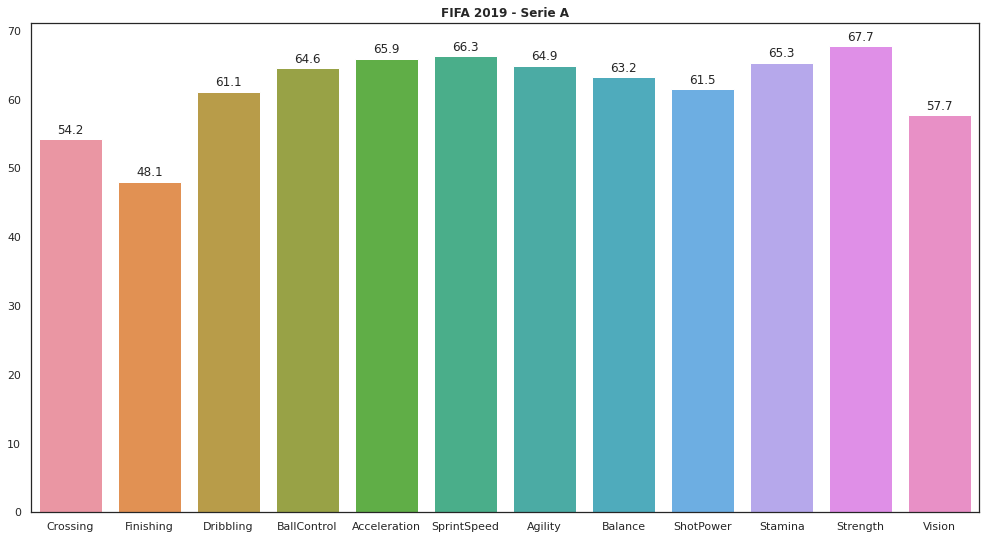 FIFA 2019 - Serie A
70
60
50
40
30
20
10
0
54.2
48.1
61.1
64.6
65.9
66.3
64.9
63.2
61.5
65.3
67.7
57.7
Crossing
Finishing
Dribbling
BallControl
Acceleration
SprintSpeed
Agility
Balance
ShotPower
Stamina
Strength
Vision